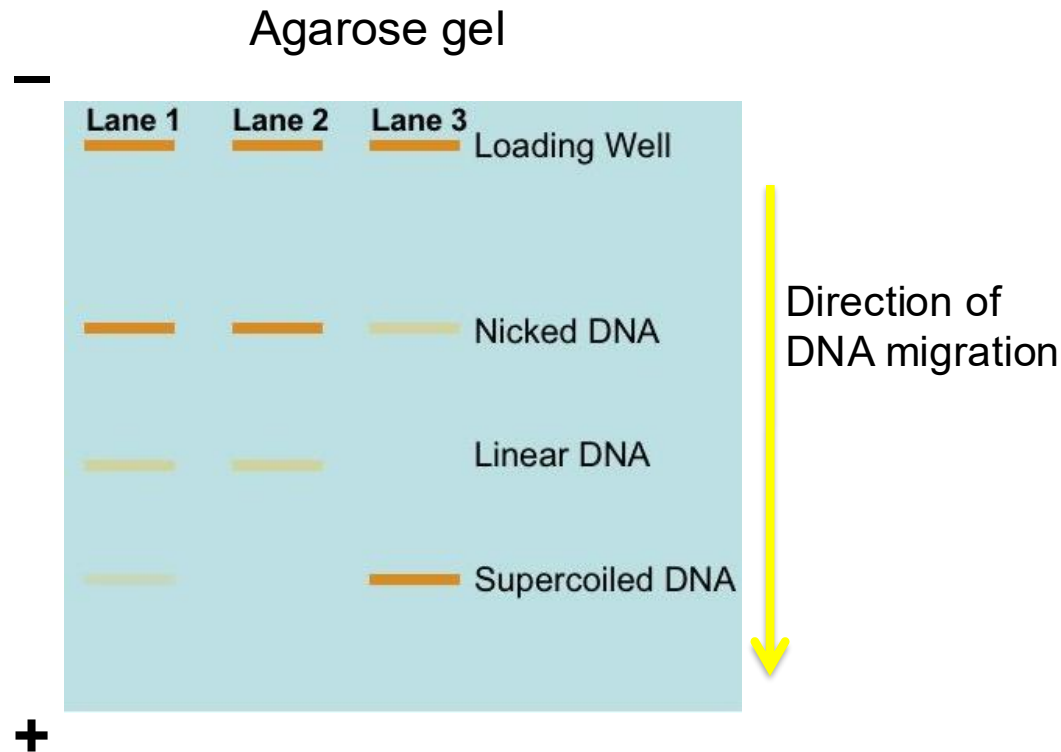 Agarose gel
–
Lane 1 Lane 2 Lane 3
Loading Well
Nicked DNA
Direction of
DNA migration
Linear DNA
Supercoiled DNA
+